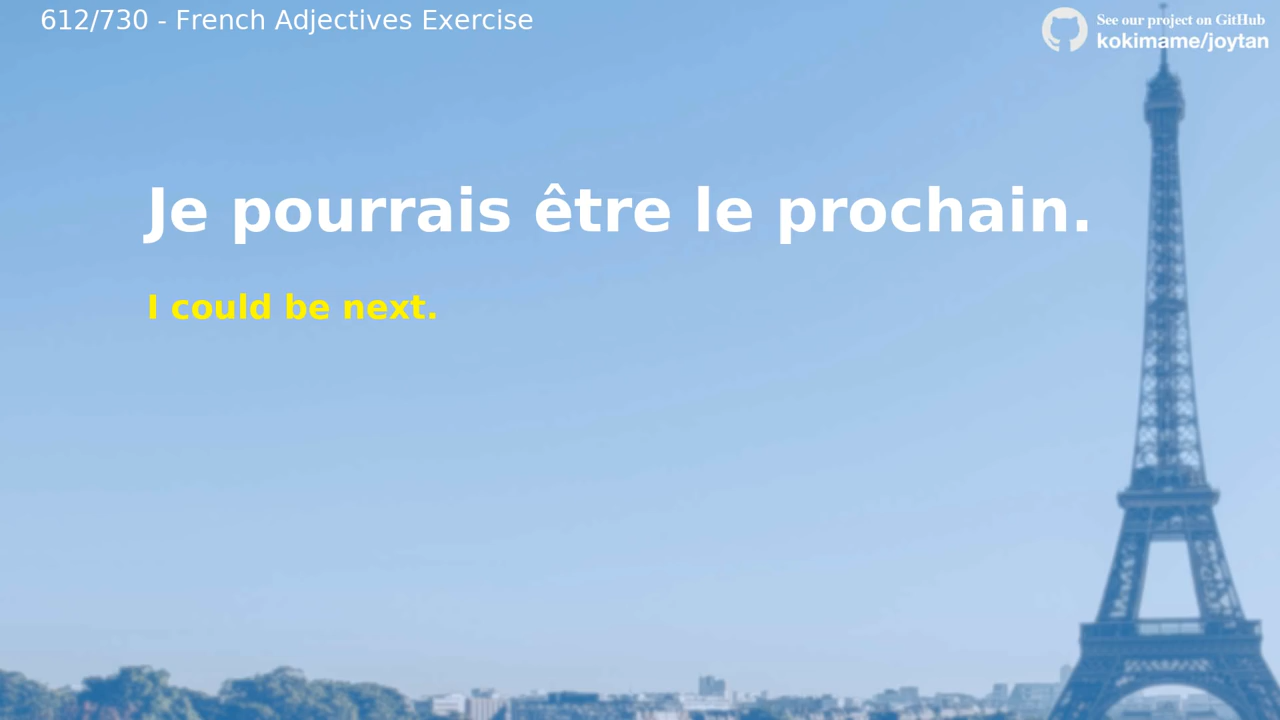 612/730 - French Adjectives Exercise
See our project on GitHub
kokimame/joytan
Je pourrais être le prochain.
I could be next.